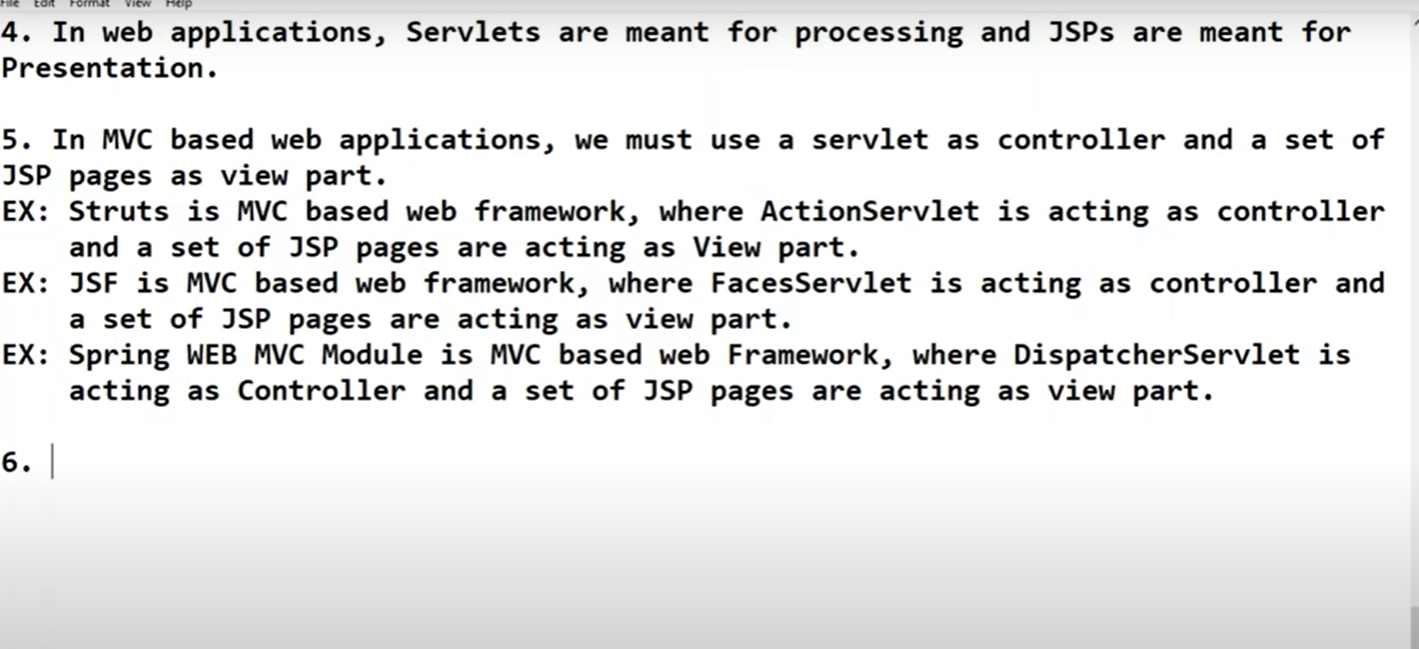 File Edit Format View Help
4. In web applications, Servlets are meant for processing and JSPs are meant for
Presentation.
5. In MVC based web applications, we must use a servlet as controller and a set of
JSP pages as view part.
EX: Struts is MVC based web framework, where ActionServlet is acting as controller
and a set of JSP pages are acting as View part.
EX: JSF is MVC based web framework, where FacesServlet is acting as controller and
a set of JSP pages are acting as view part.
EX: Spring WEB MVC Module is MVC based web Framework, where DispatcherServlet is
acting as Controller and a set of JSP pages are acting as view part.
6.